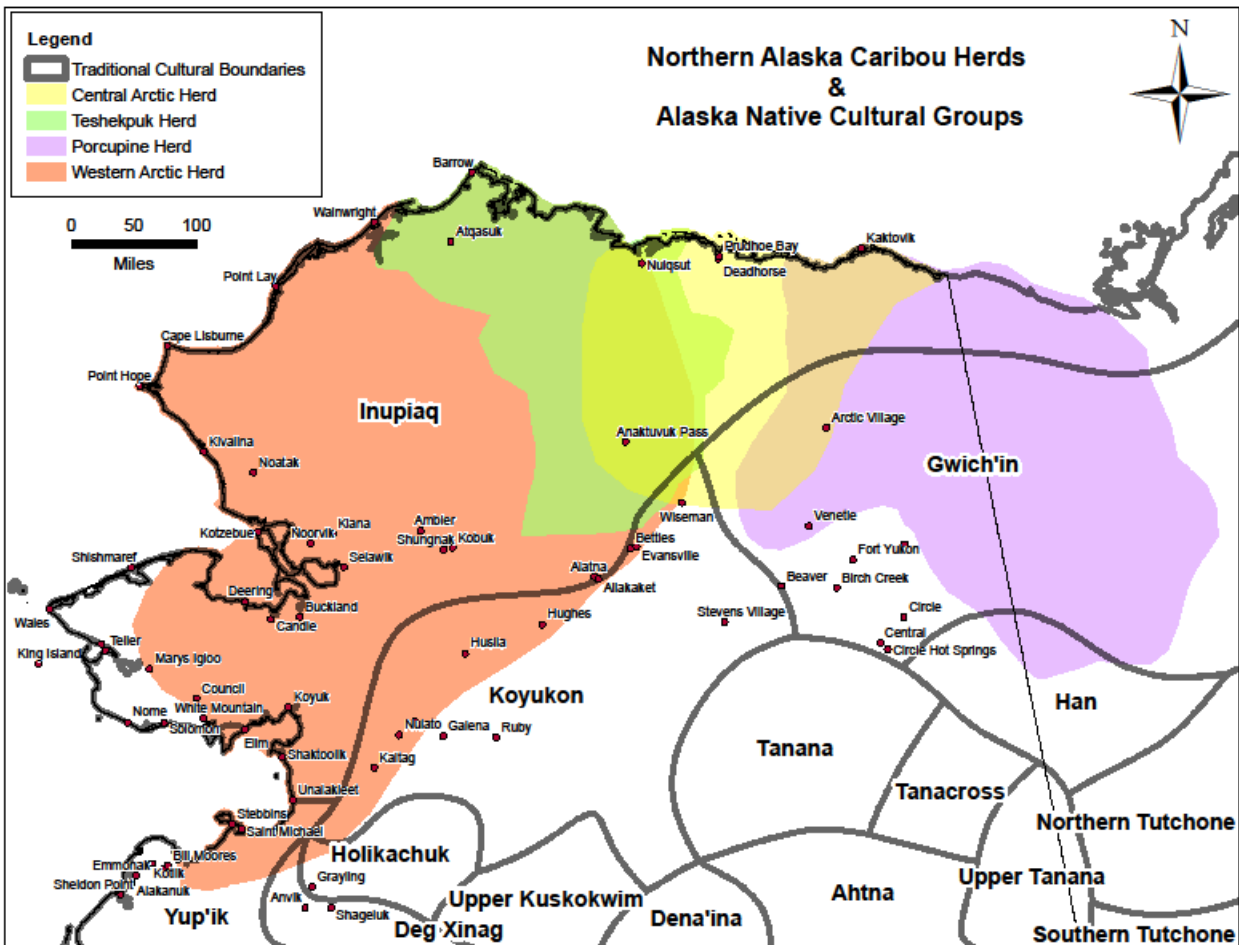 Legend
Traditional Cultural Boundaries
Central Arctic Herd
Teshekpuk Herd
Porcupine Herd
Western Arctic Herd
0 50 100
Miles
Northern Alaska Caribou Herds
&
Alaska Native Cultural Groups
N
Barrow
Wainwright
Atqasuk
Point Lay
Nuiqsut
Prudhoe Bay
Deadhorse
Kaktovik
Cape Lisburne
Point Hope
Inupiaq
Kivalina
Noatak
Anaktuvuk Pass
Arctic Village
Gwich'in
Kotzebue
Noorvik
Kiana
Ambler
Shungnak
Kobuk
Selawik
Wiseman
Bettles
Evansville
Venetie
Fort Yukon
Shishmaref
Deering
Buckland
Candle
Alatna
Allakaket
Beaver
Birch Creek
Wales
Hughes
Stevens Village
Circle
Teller
King Island
Marys Igloo
Huslia
Central
Circle Hot Springs
Council
White Mountain
Koyuk
Koyukon
Han
Nome
Solomon
Elim
Nulato
Galena
Ruby
Shaktoolik
Kaltag
Tanana
Unalakleet
Tanacross
Stebbins
Saint Michael
Northern Tutchone
Holikachuk
Bill Moores
Emmonak
Kotlik
Sheldon Point
Alakanuk
Grayling
Anvik
Shageluk
Upper Kuskokwim
Upper Tanana
Yup'ik
Deg Xinag
Dena'ina
Ahtna
Southern Tutchone